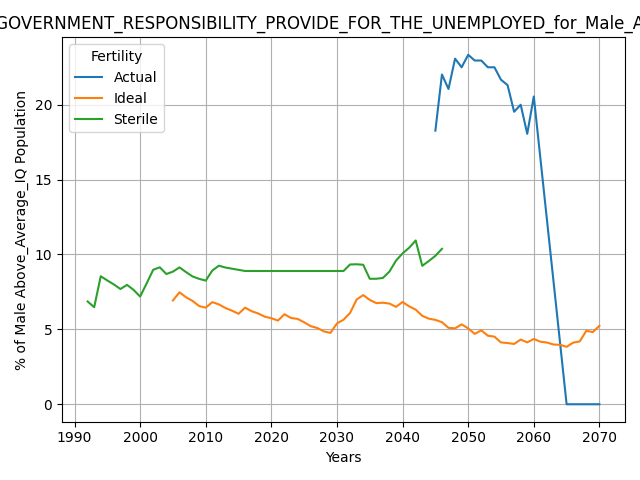 GOVERNMENT_RESPONSIBILITY_PROVIDE_FOR_THE_UNEMPLOYED_for_Male_A
Fertility
Actual
Ideal
Sterile
% of Male Above_Average_IQ Population
20
15
10
5
0
1990 2000 2010 2020 2030 2040 2050 2060 2070
Years